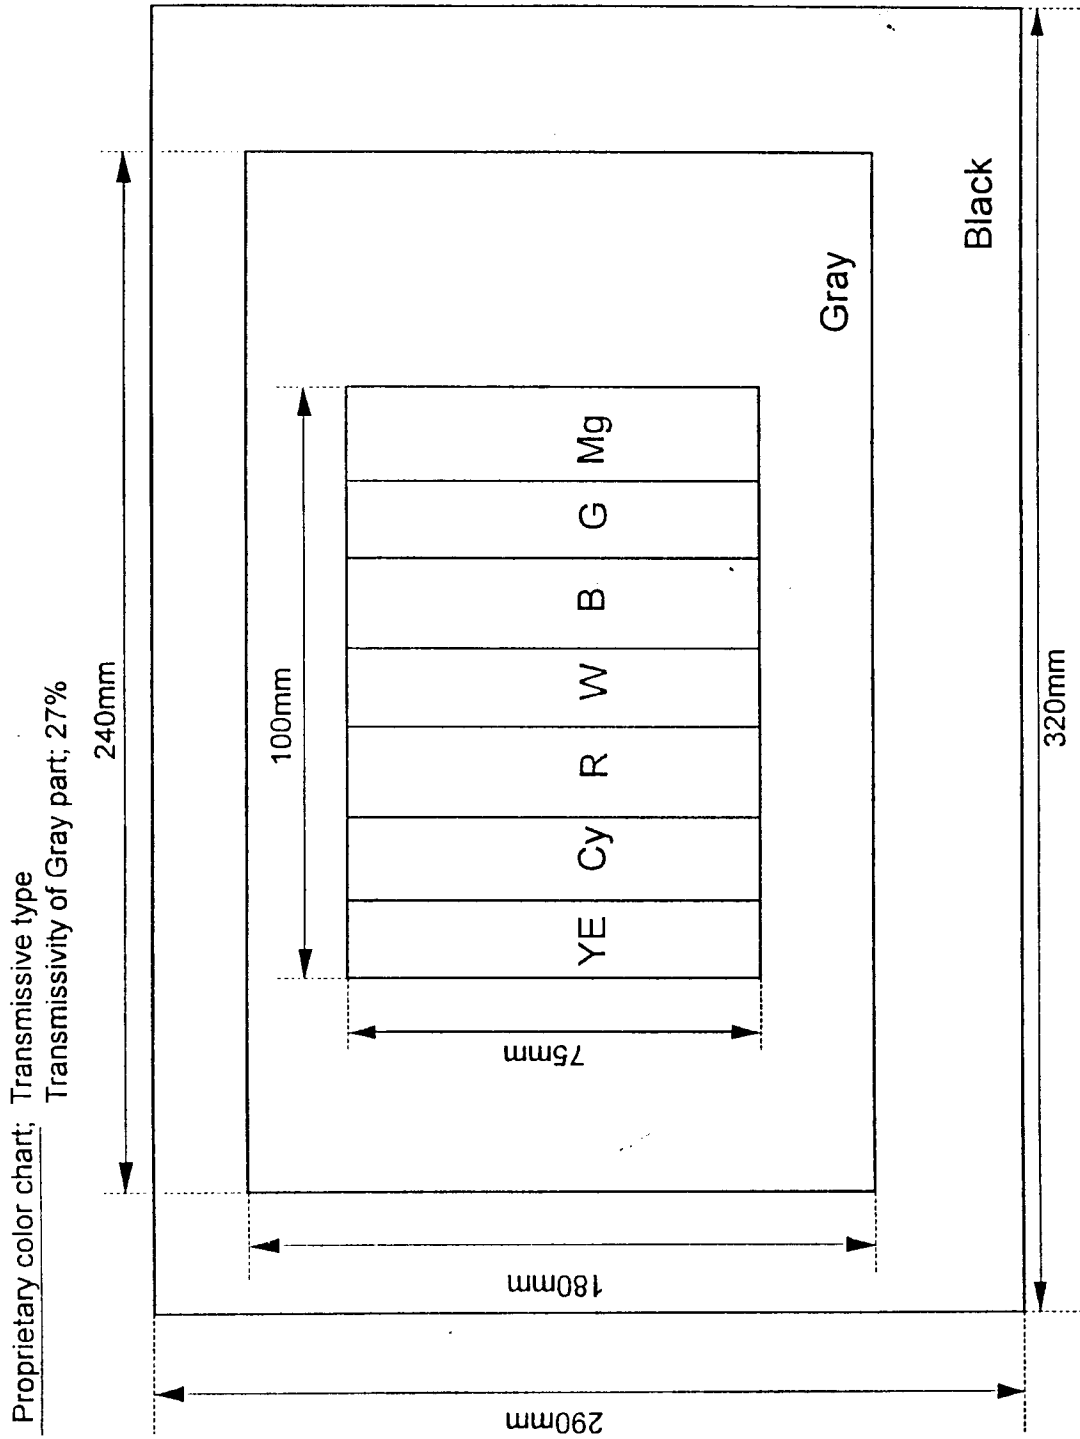 Proprietary color chart; Transmissive type
Transmissivity of Gray part; 27%
240mm
100mm
YE Cy R W B G Mg
75mm
Gray
180mm
Black
290mm
320mm